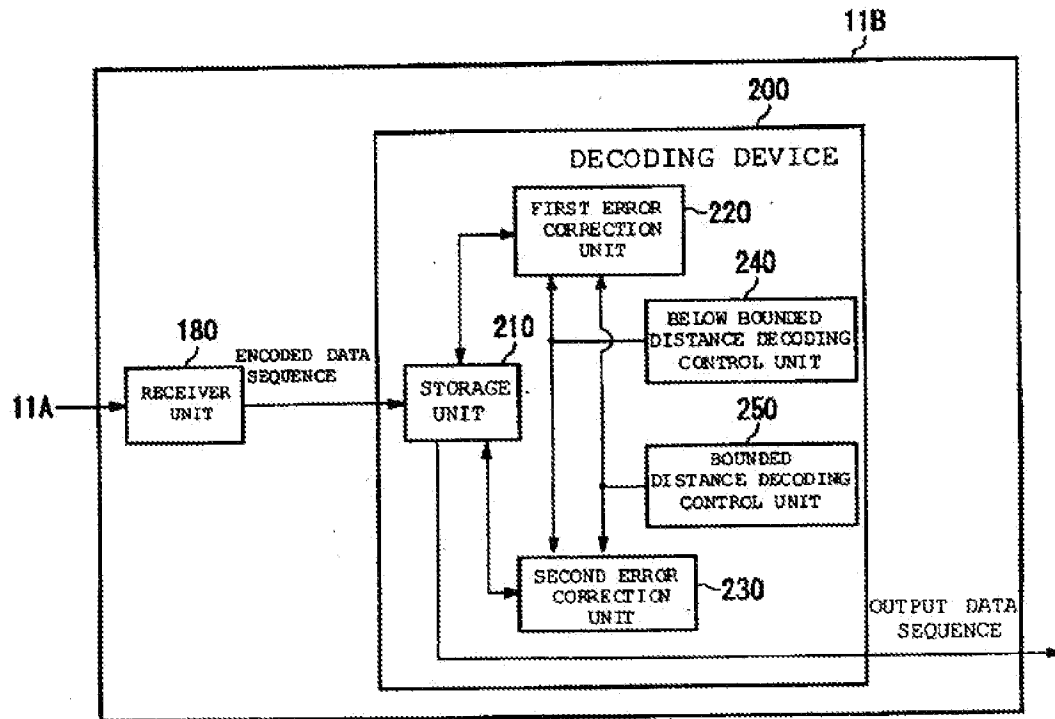 11B
200
DECODING DEVICE
FIRST ERROR
CORRECTION
UNIT
220
240
BELOW BOUNDED
DISTANCE DECODING
CONTROL UNIT
180
ENCODED DATA
SEQUENCE
210
11A
RECEIVER
UNIT
STORAGE
UNIT
250
BOUNDED
DISTANCE DECODING
CONTROL UNIT
SECOND ERROR
CORRECTION
UNIT
230
OUTPUT DATA
SEQUENCE